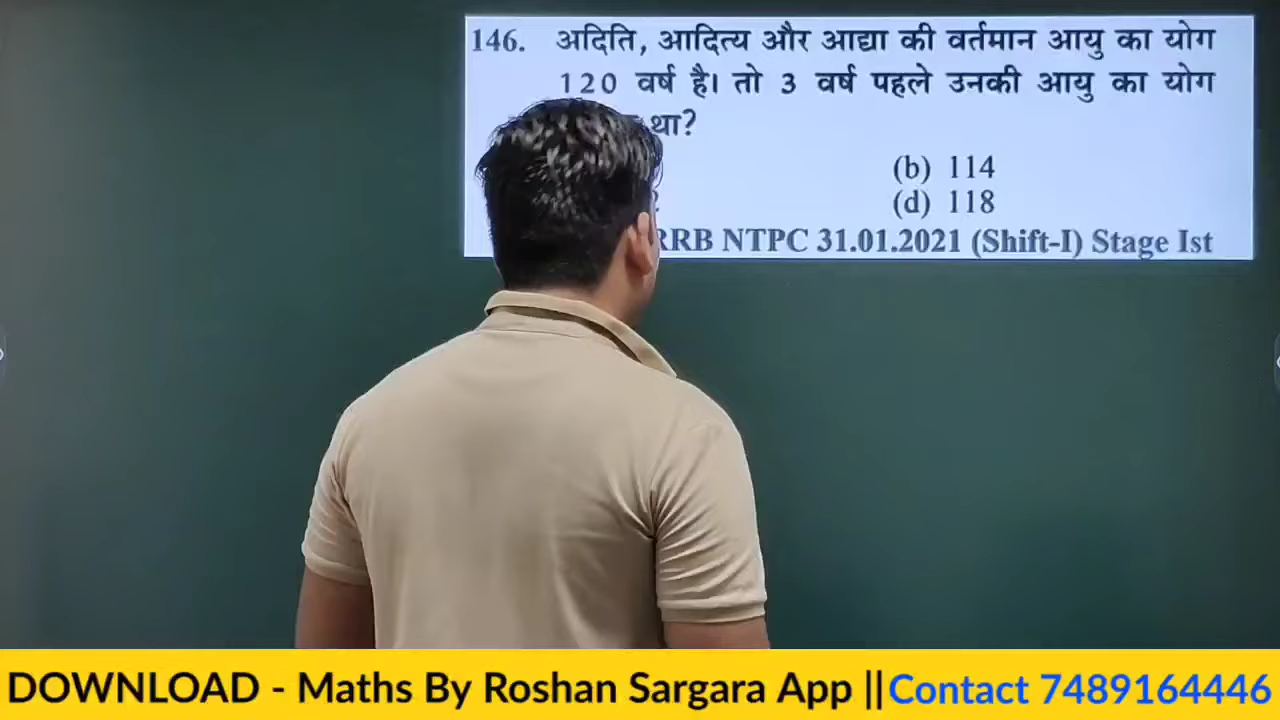 146. अदिति, आदित्य और आद्या की वर्तमान आयु का योग
120 वर्ष है। तो 3 वर्ष पहले उनकी आयु का योग
था?
(b) 114
(d) 118
RRB NTPC 31.01.2021 (Shift-I) Stage Ist
DOWNLOAD - Maths By Roshan Sargara App || Contact 7489164446